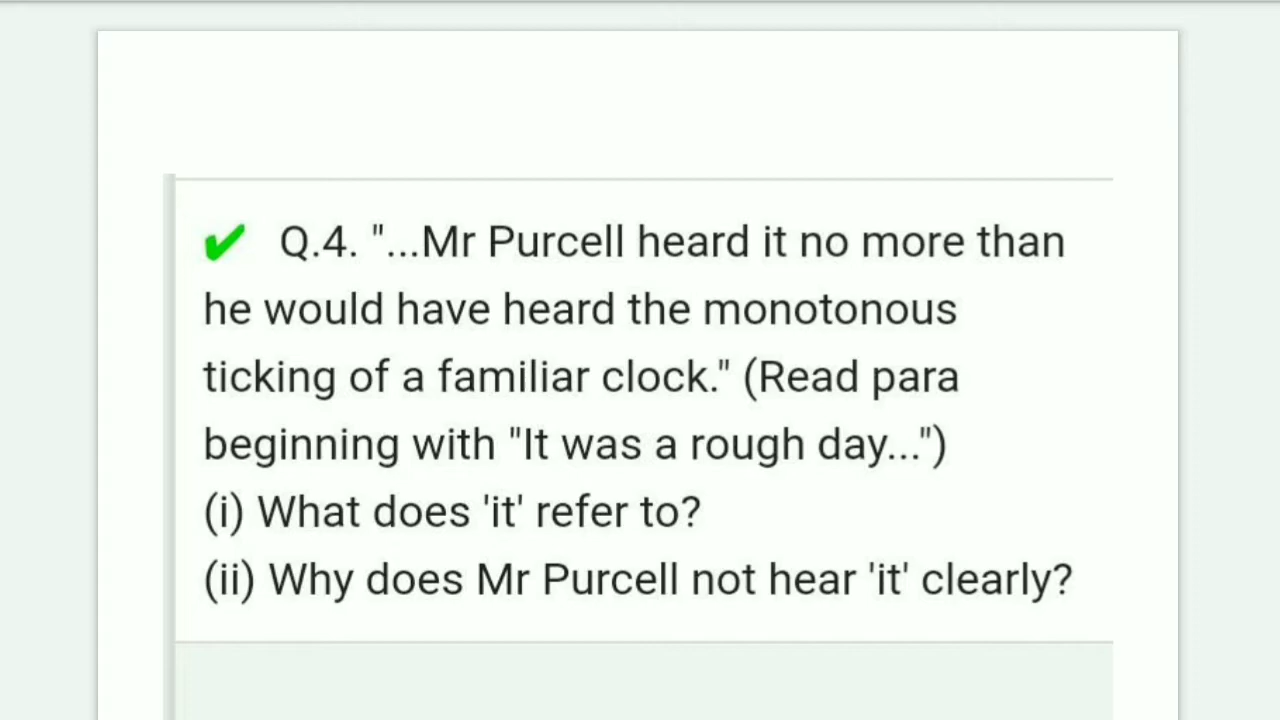 ✔ Q.4. "...Mr Purcell heard it no more than
he would have heard the monotonous
ticking of a familiar clock." (Read para
beginning with "It was a rough day...")
(i) What does 'it' refer to?
(ii) Why does Mr Purcell not hear 'it' clearly?